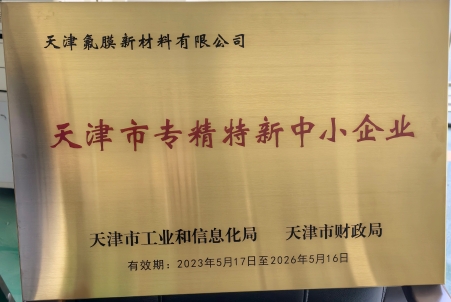 天津氟膜新材料有限公司
天津市专精特新中小企业
天津市工业和信息化局 天津市财政局
有效期：2023年5月17日至2026年5月16日